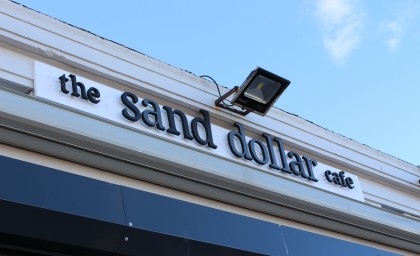 the sand dollar cafe